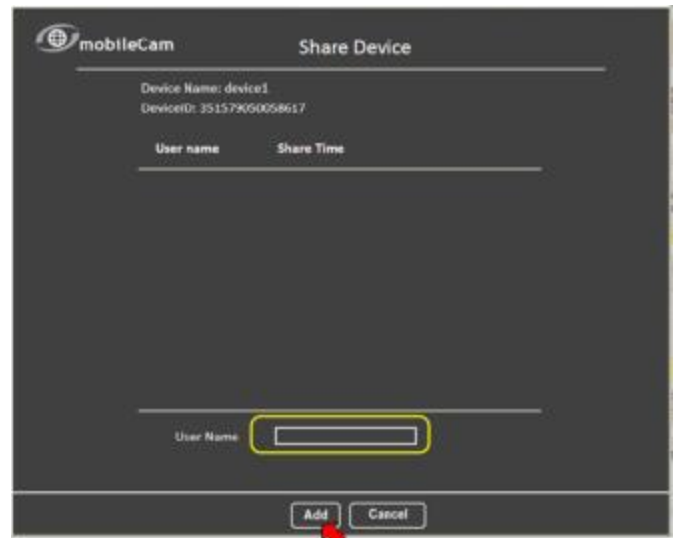 mobileCam
Share Device
Device Name: device1
DeviceID: 351579050058617
User name Share Time
User Name
Add Cancel